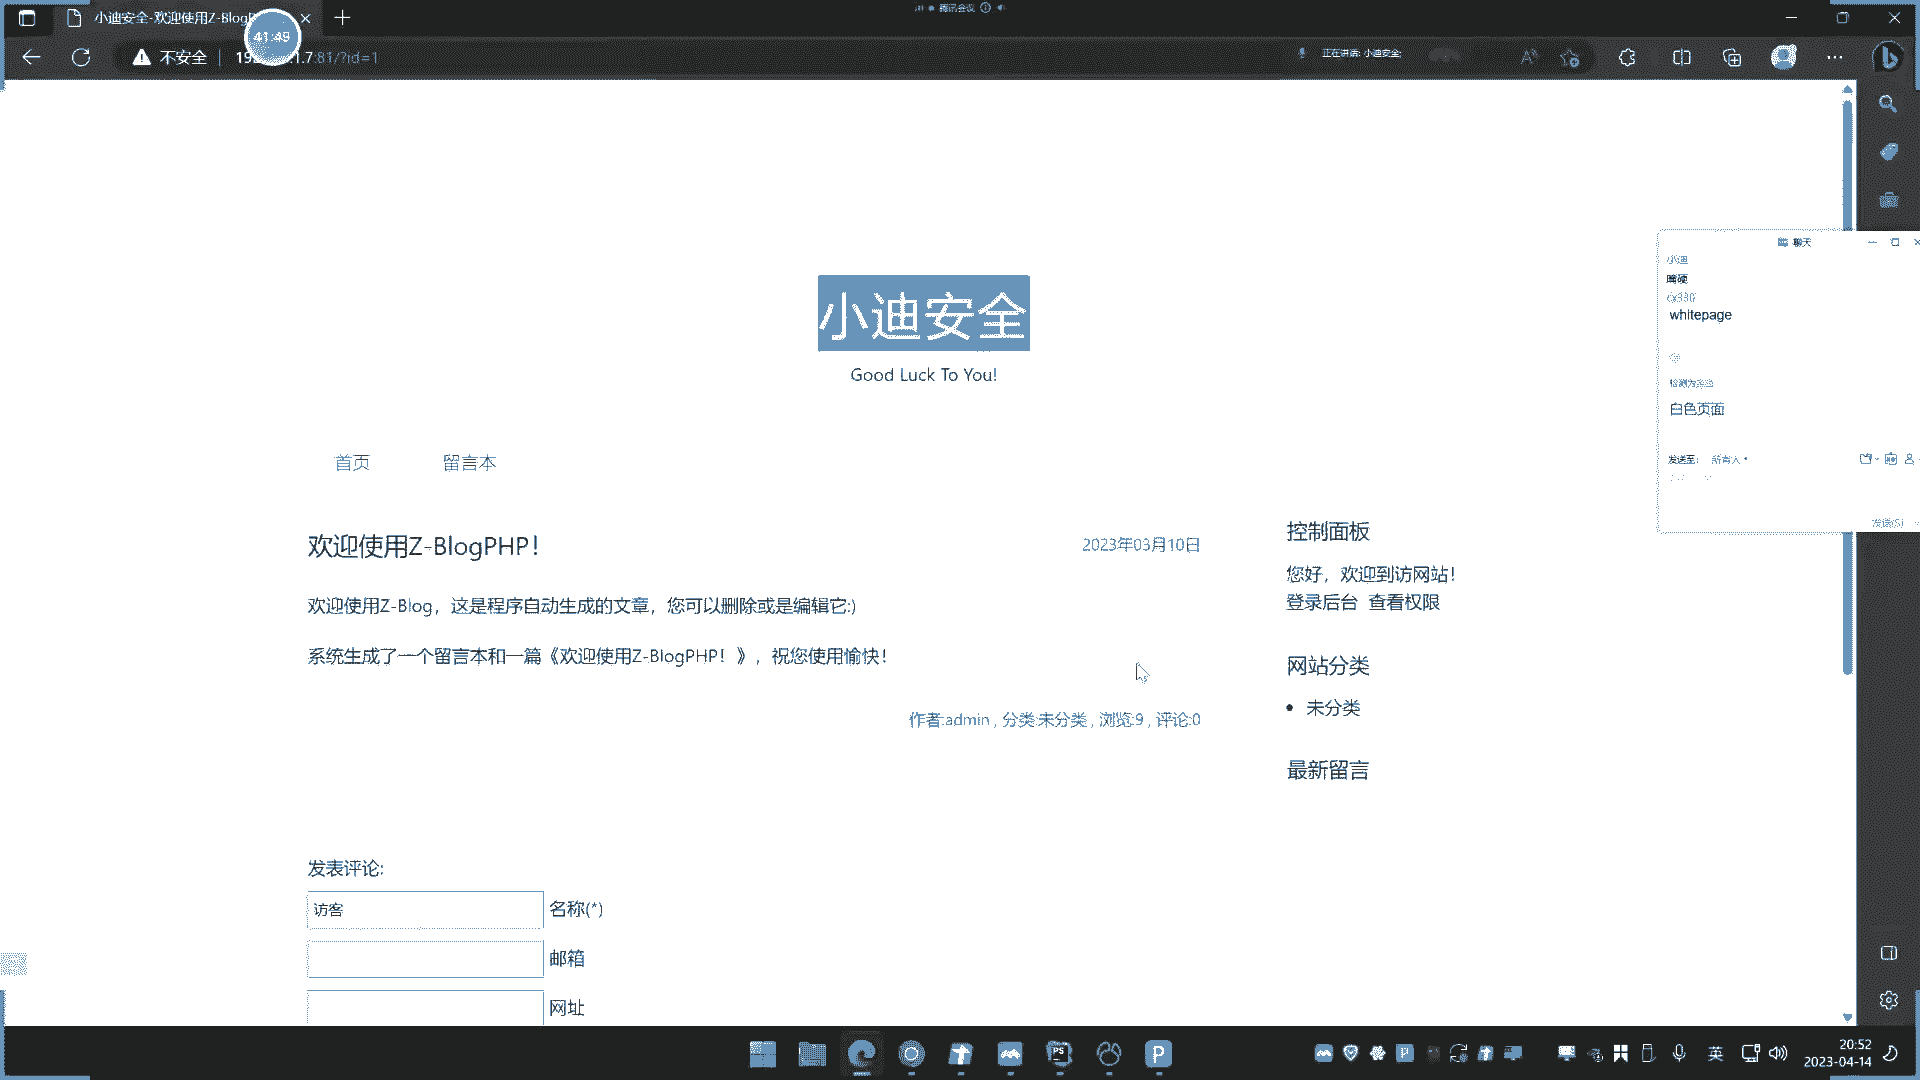 腾讯会议
小迪安全-欢迎使用Z-Blog
41:49
不安全
1.7:81/?id=1
正在讲话: 小迪安全:
小迪安全
Good Luck To You!
首页
留言本
欢迎使用Z-BlogPHP!
2023年03月10日
欢迎使用Z-Blog，这是程序自动生成的文章，您可以删除或是编辑它:)
系统生成了一个留言本和一篇《欢迎使用Z-BlogPHP！》，祝您使用愉快!
作者:admin , 分类:未分类 , 浏览:9 , 评论:0
控制面板
您好，欢迎到访网站!
登录后台 查看权限
网站分类
未分类
最新留言
发表评论:
访客
名称(*)
邮箱
网址
聊天
小迪
whitepage
白色页面
发送至:
所有人
发送(S)
英
20:52
2023-04-14